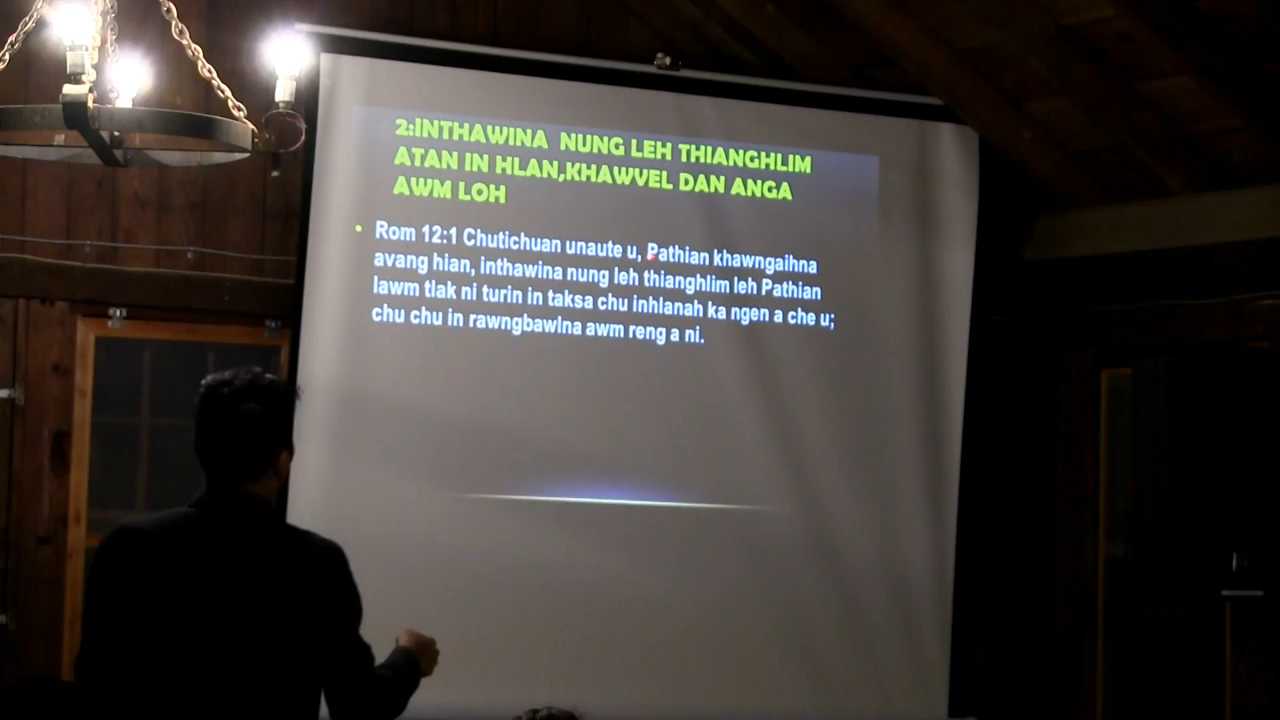 2:INTHAWINA NUNG LEH THIANGHLIM
ATAN IN HLAN,KHAWVEL DAN ANGA
AWM LOH
• Rom 12:1 Chutichuan unaute u, Pathian khawngaihna
avang hian, inthawina nung leh thianghlim leh Pathian
lawm tlak ni turin in taksa chu inhlanah ka ngen a che u;
chu chu in rawngbawlna awm reng a ni.